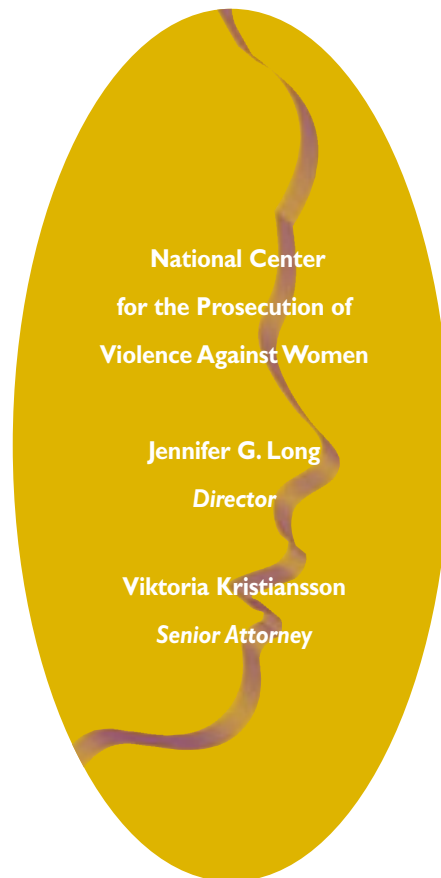 National Center
for the Prosecution of
Violence Against Women
Jennifer G. Long
Director
Viktoria Kristiansson
Senior Attorney